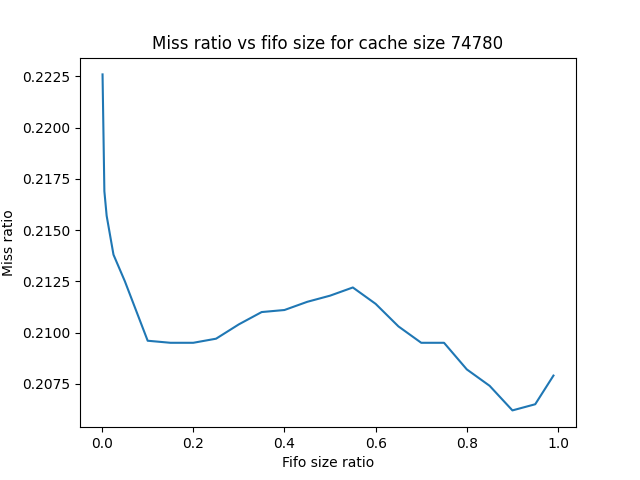 Miss ratio vs fifo size for cache size 74780
0.2225
0.2200
0.2175
0.2150
0.2125
0.2100
0.2075
Miss ratio
0.0 0.2 0.4 0.6 0.8 1.0
Fifo size ratio